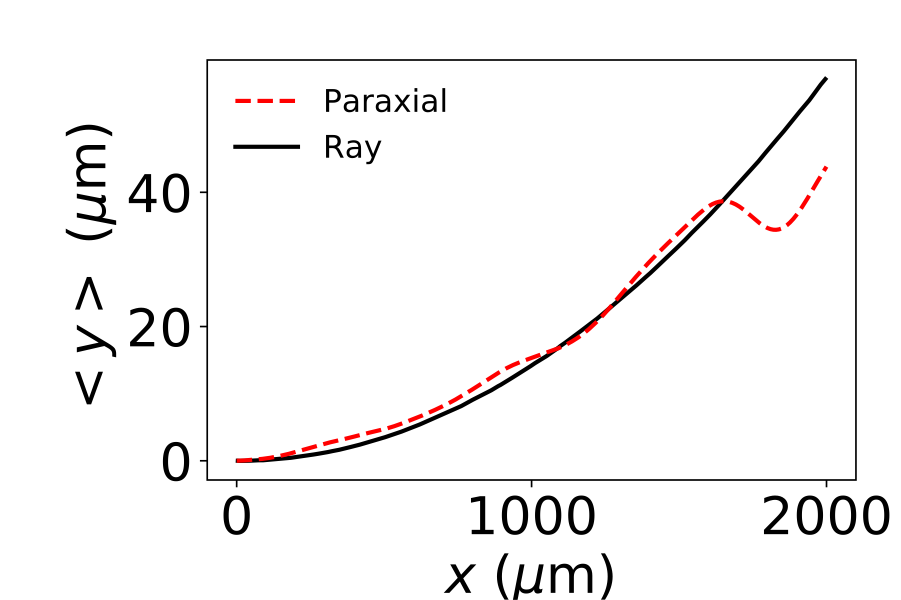 Paraxial
Ray
< y > (μm)
40
20
0
0 1000 2000
x (μm)